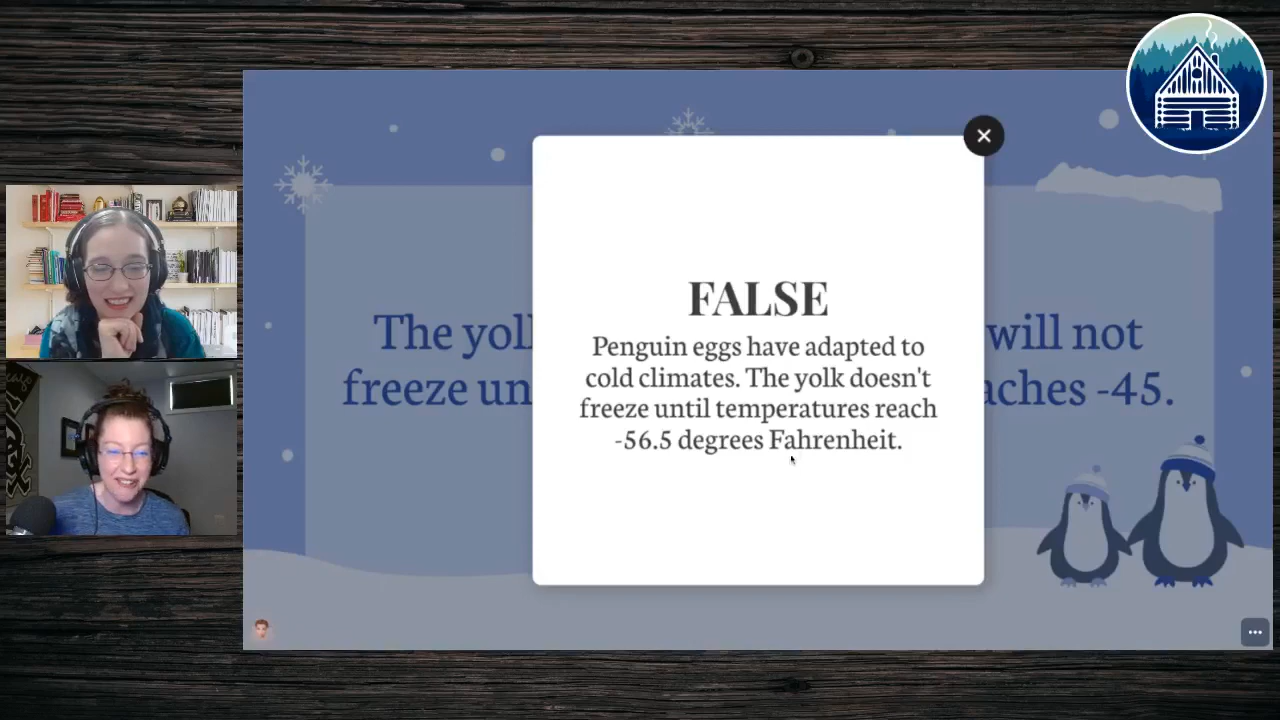 FALSE
Penguin eggs have adapted to
cold climates. The yolk doesn't
freeze until temperatures reach
-56.5 degrees Fahrenheit.
The yol will not
freeze un aches -45.